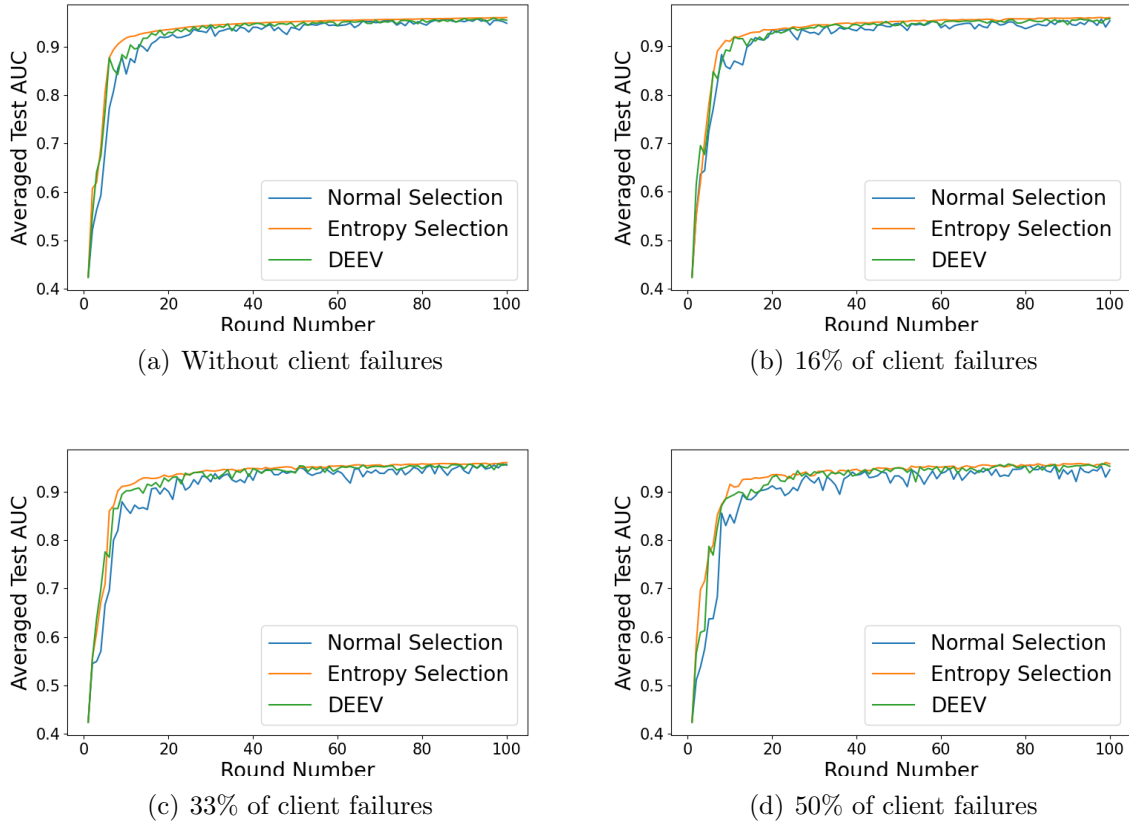 Averaged Test AUC
0.9
0.8
0.7
0.6
0.5
0.4
Normal Selection
Entropy Selection
DEEV
0 20 40 60 80 100
Round Number
(a) Without client failures
Averaged Test AUC
0.9
0.8
0.7
0.6
0.5
0.4
Normal Selection
Entropy Selection
DEEV
0 20 40 60 80 100
Round Number
(b) 16% of client failures
Averaged Test AUC
0.9
0.8
0.7
0.6
0.5
0.4
Normal Selection
Entropy Selection
DEEV
0 20 40 60 80 100
Round Number
(c) 33% of client failures
Averaged Test AUC
0.9
0.8
0.7
0.6
0.5
0.4
Normal Selection
Entropy Selection
DEEV
0 20 40 60 80 100
Round Number
(d) 50% of client failures